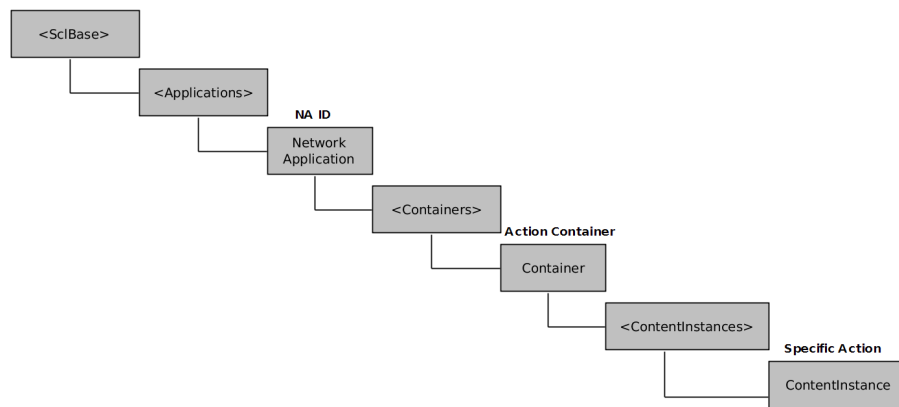 <SclBase>
<Applications>
NA ID
Network
Application
<Containers>
Action Container
Container
<ContentInstances>
Specific Action
ContentInstance